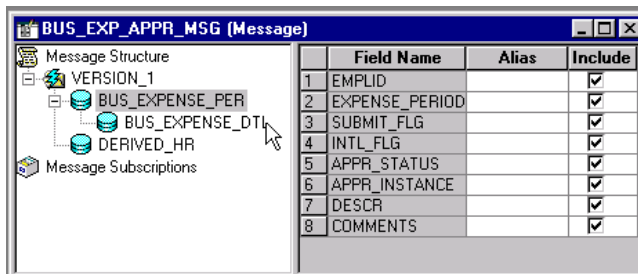 BUS_EXP_APPR_MSG (Message)
Message Structure
VERSION_1
BUS_EXPENSE_PER
BUS_EXPENSE_DTL
DERIVED_HR
Message Subscriptions
Field Name Alias Include
1 EMPLID
2 EXPENSE_PERIOD
3 SUBMIT_FLG
4 INTL_FLG
5 APPR_STATUS
6 APPR_INSTANCE
7 DESCR
8 COMMENTS